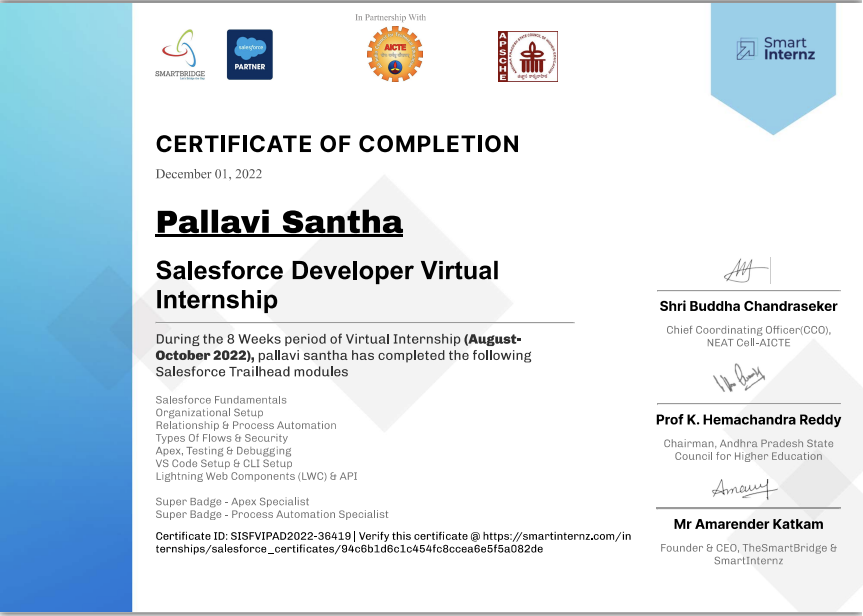 In Partnership With
SMARTBRIDGE
salesforce
PARTNER
AICTE
APSCHE
Smart
Internz
CERTIFICATE OF COMPLETION
December 01, 2022
Pallavi Santha
Salesforce Developer Virtual
Internship
During the 8 Weeks period of Virtual Internship (August-
October 2022), pallavi santha has completed the following
Salesforce Trailhead modules
Salesforce Fundamentals
Organizational Setup
Relationship & Process Automation
Types Of Flows & Security
Apex, Testing & Debugging
VS Code Setup & CLI Setup
Lightning Web Components (LWC) & API
Super Badge - Apex Specialist
Super Badge - Process Automation Specialist
Certificate ID: SISFVIPAD2022-36419 | Verify this certificate @ https://smartinternz.com/in
ternships/salesforce_certificates/94c6b1d6c1c454fc8ccea6e5f5a082de
Shri Buddha Chandraseker
Chief Coordinating Officer(CCO),
NEAT Cell-AICTE
Prof K. Hemachandra Reddy
Chairman, Andhra Pradesh State
Council for Higher Education
Mr Amarender Katkam
Founder & CEO, TheSmartBridge &
SmartInternz